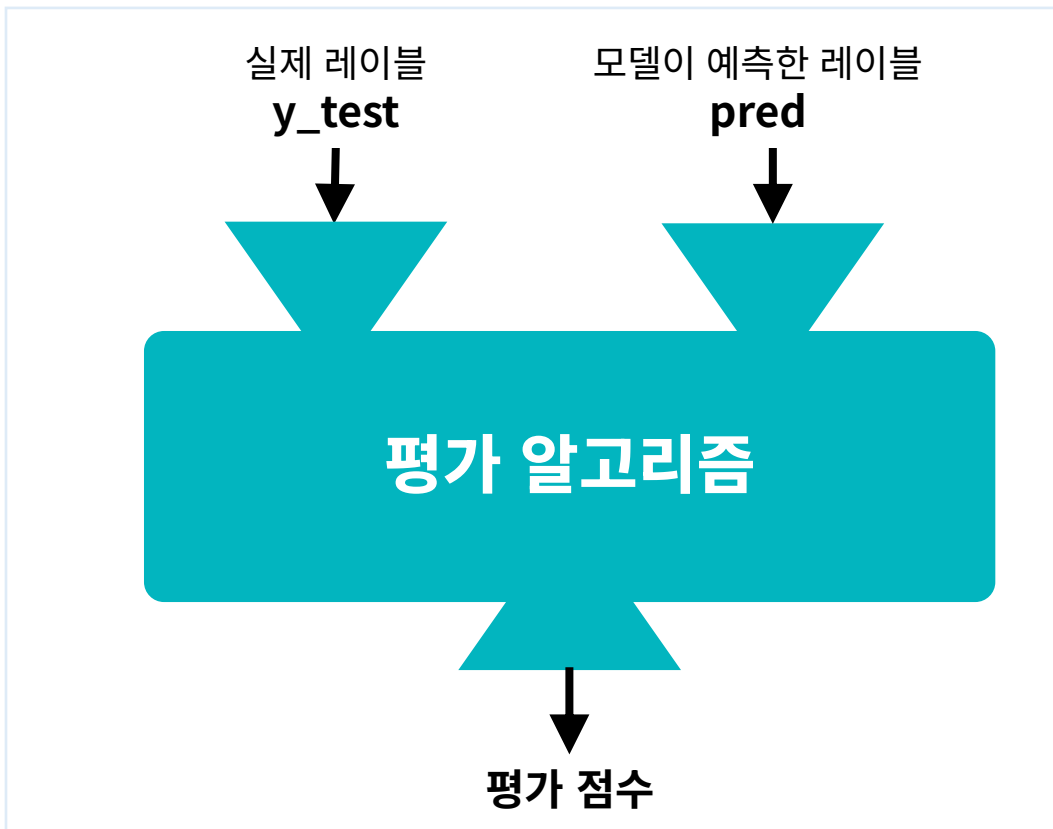 실제 레이블
y_test
모델이 예측한 레이블
pred
평가 알고리즘
평가 점수